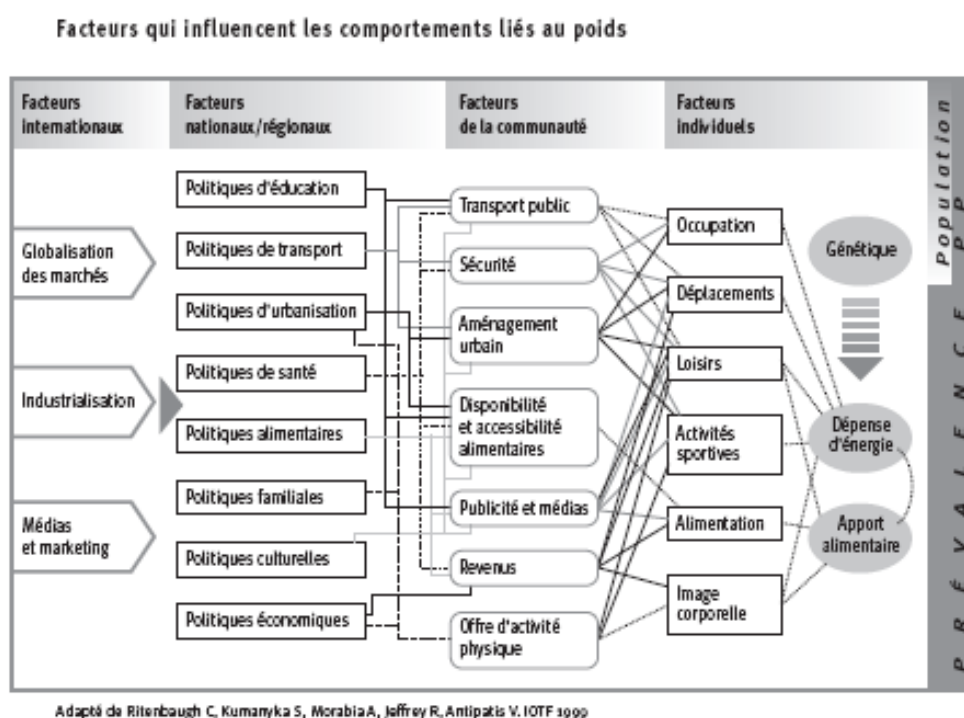 Facteurs qui influencent les comportements liés au poids
Facteurs
internationaux
Facteurs
nationaux/régionaux
Facteurs
de la communauté
Facteurs
individuels
Globalisation
des marchés
Industrialisation
Médias
et marketing
Politiques d'éducation
Politiques de transport
Politiques d'urbanisation
Politiques de santé
Politiques alimentaires
Politiques familiales
Politiques culturelles
Politiques économiques
Transport public
Sécurité
Aménagement
urbain
Disponibilité
et accessibilité
alimentaires
Publicité et médias
Revenus
Offre d'activité
physique
Occupation
Déplacements
Loisirs
Activités
sportives
Alimentation
Image
corporelle
Génétique
Dépense
d'énergie
Apport
alimentaire
Population
PRÉVALENCE
Adapté de Ritenbaugh C, Kumanyka S, Morabia A, Jeffrey R, Antipatis V. IOTF 1999